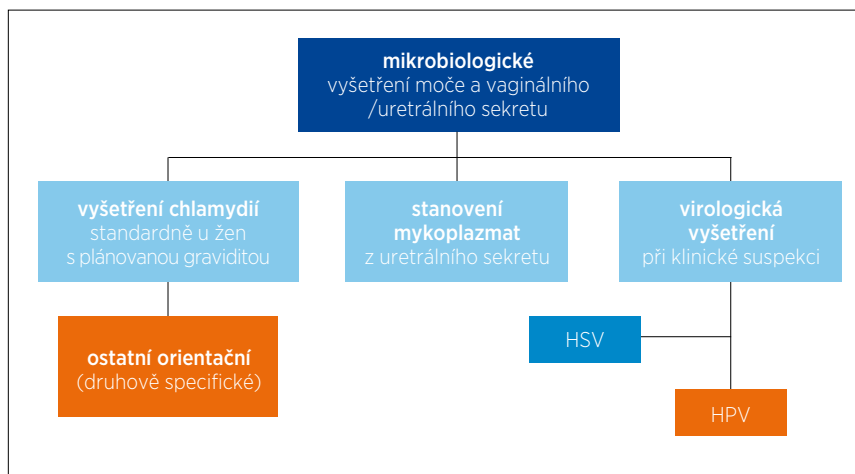 mikrobiologické
vyšetření moče a vaginálního
/uretrálního sekretu
vyšetření chlamydií
standardně u žen
s plánovanou graviditou
stanovení
mykoplazmat
z uretrálního sekretu
virologická
vyšetření
při klinické suspekci
ostatní orientační
(druhově specifické)
HSV
HPV